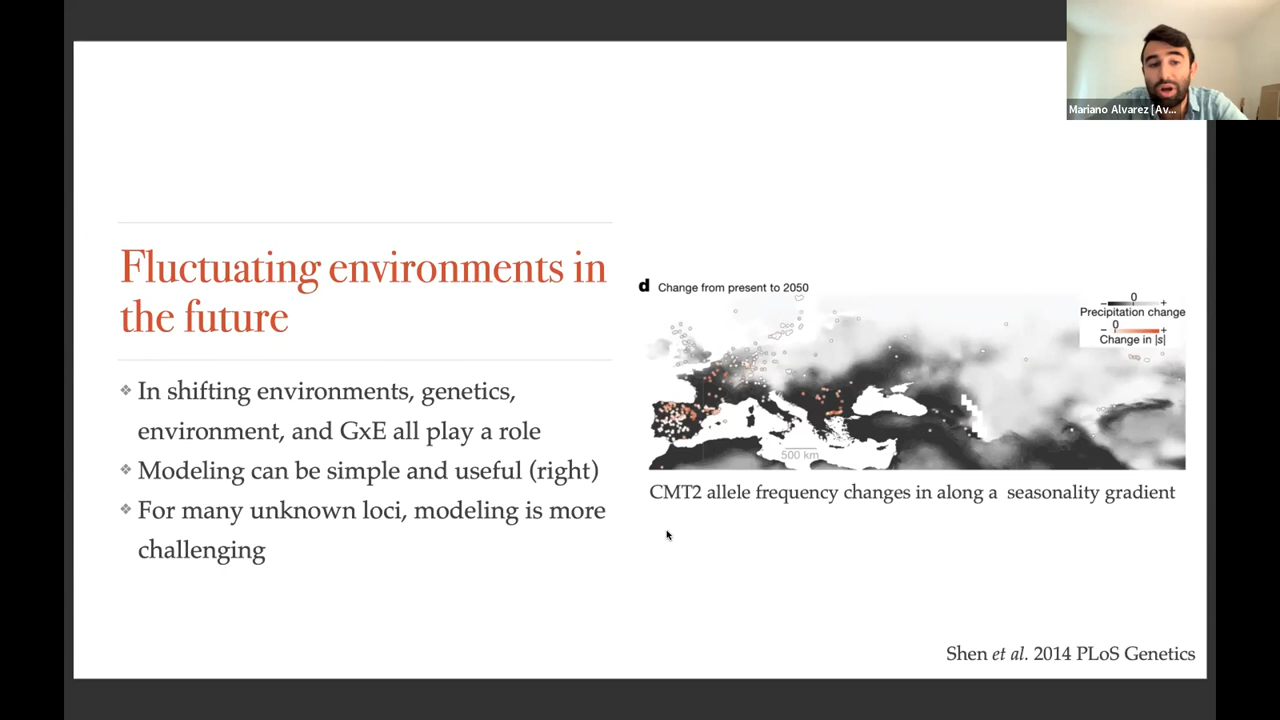 Mariano Alvarez [Av...
Fluctuating environments in
the future
❖ In shifting environments, genetics,
environment, and GxE all play a role
❖ Modeling can be simple and useful (right)
❖ For many unknown loci, modeling is more
challenging
d Change from present to 2050
− 0 +
Precipitation change
− 0 +
Change in |s|
500 km
CMT2 allele frequency changes in along a seasonality gradient
Shen et al. 2014 PLoS Genetics